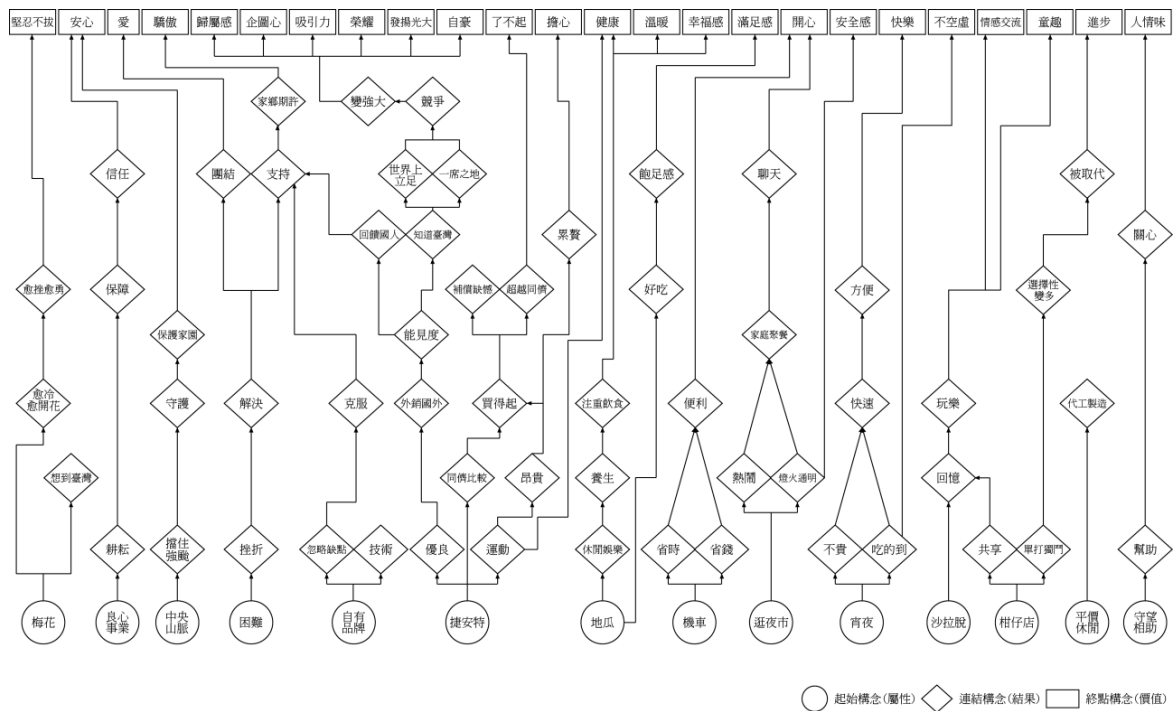 堅忍不拔 安心 愛 驕傲 歸屬感 企圖心 吸引力 榮耀 發揚光大 自豪 了不起 擔心 健康 溫暖 幸福感 滿足感 開心 安全感 快樂 不空虛 情感交流 童趣 進步 人情味
家鄉期許 變強大 競爭
信任 團結 支持 世界上 一席之地 飽足感 聊天 被取代
立足
回饋國人 知道臺灣 累贅 關心
愈挫愈勇 保障 補償缺憾 超越同儕 好吃 方便 選擇性
變多
保護家園 能見度 家庭聚餐
愈冷 守護 解決 克服 外銷國外 買得起 注重飲食 便利 快速 玩樂 代工製造
愈開花
想到臺灣 同儕比較 昂貴 養生 熱鬧 燈火通明 回憶
耕耘 擋住 挫折 忽略缺點 技術 優良 運動 休閒娛樂 省時 省錢 不貴 吃的到 共享 單打獨鬥 幫助
強颱
梅花 良心 中央 困難 自有 捷安特 地瓜 機車 逛夜市 宵夜 沙拉脫 柑仔店 平價 守望
事業 山脈 品牌 休閒 相助
起始構念(屬性) 連結構念(結果) 終點構念(價值)